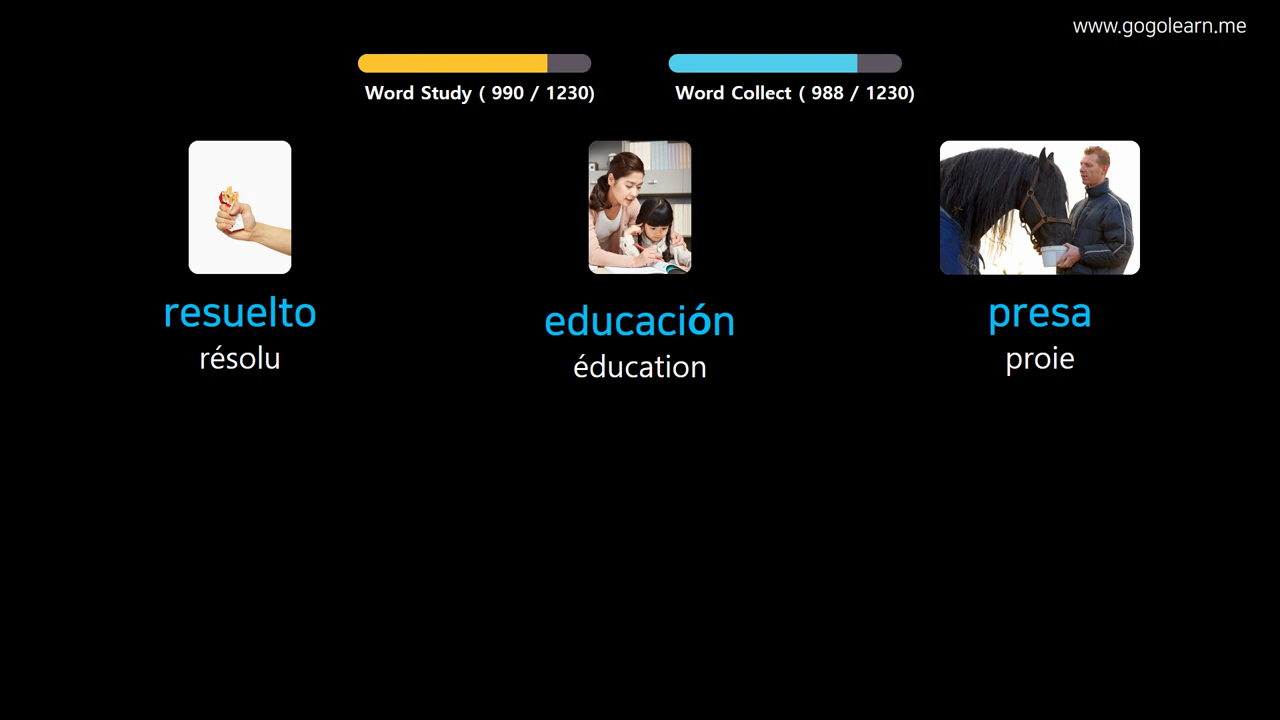 www.gogolearn.me
Word Study ( 990 / 1230)
Word Collect ( 988 / 1230)
resuelto
résolu
educación
éducation
presa
proie